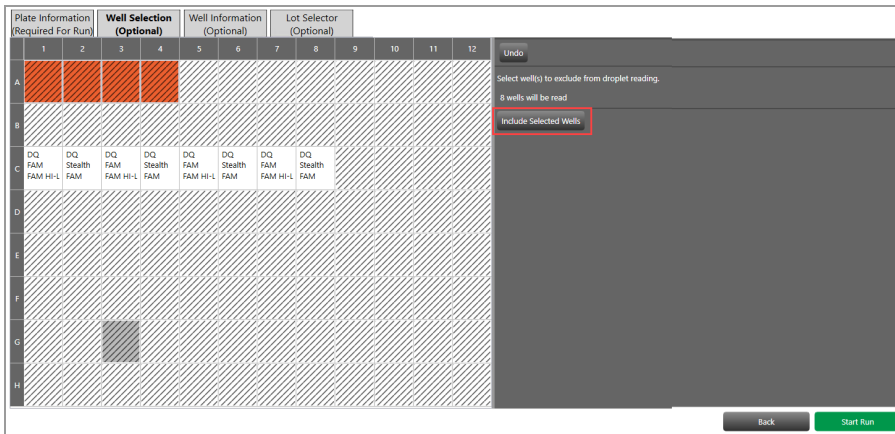 Plate Information Well Selection Well Information Lot Selector
(Required For Run) (Optional) (Optional) (Optional)
1 2 3 4 5 6 7 8 9 10 11 12
Undo
Select well(s) to exclude from droplet reading.
A
8 wells will be read
B
Include Selected Wells
DQ DQ DQ DQ DQ DQ DQ DQ
C FAM Stealth FAM Stealth FAM Stealth FAM Stealth
FAM HI-L FAM FAM HI-L FAM FAM HI-L FAM FAM HI-L FAM
D
E
F
G
H
Back Start Run